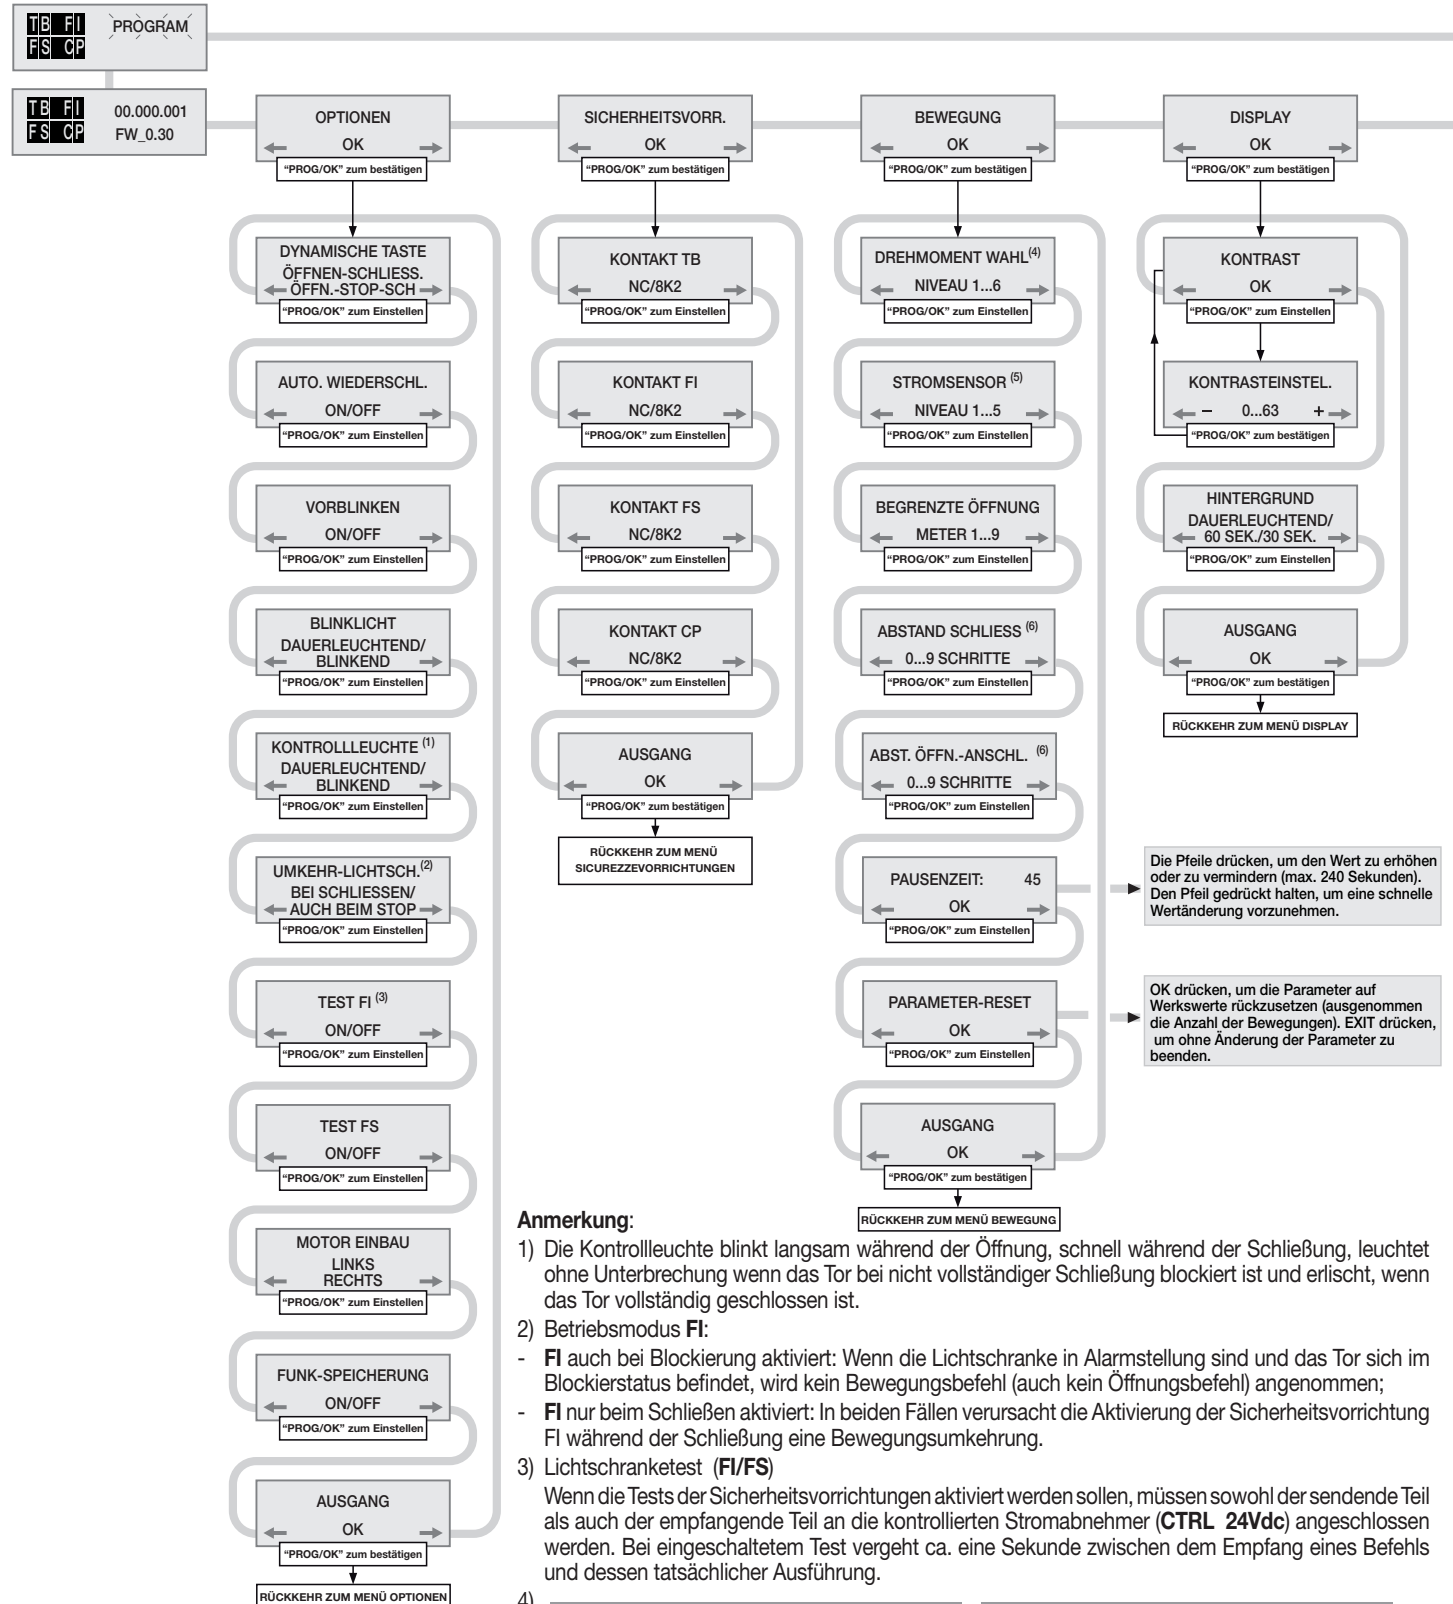 TB FI
FS CP
PROGRAM
TB FI
FS CP
00.000.001
FW_0.30
OPTIONEN
OK
“PROG/OK” zum bestätigen
DYNAMISCHE TASTE
ÖFFNEN-SCHLIESS.
ÖFFN.-STOP-SCH
“PROG/OK” zum Einstellen
AUTO. WIEDERSCHL.
ON/OFF
“PROG/OK” zum Einstellen
VORBLINKEN
ON/OFF
“PROG/OK” zum Einstellen
BLINKLICHT
DAUERLEUCHTEND/
BLINKEND
“PROG/OK” zum Einstellen
KONTROLLLEUCHTE (1)
DAUERLEUCHTEND/
BLINKEND
“PROG/OK” zum Einstellen
UMKEHR-LICHTSCH.(2)
BEI SCHLIESSEN/
AUCH BEIM STOP
“PROG/OK” zum Einstellen
TEST FI (3)
ON/OFF
“PROG/OK” zum Einstellen
TEST FS
ON/OFF
“PROG/OK” zum Einstellen
MOTOR EINBAU
LINKS
RECHTS
“PROG/OK” zum Einstellen
FUNK-SPEICHERUNG
ON/OFF
“PROG/OK” zum Einstellen
AUSGANG
OK
“PROG/OK” zum bestätigen
RÜCKKEHR ZUM MENÜ OPTIONEN
SICHERHEITSVORR.
OK
“PROG/OK” zum bestätigen
KONTAKT TB
NC/8K2
“PROG/OK” zum Einstellen
KONTAKT FI
NC/8K2
“PROG/OK” zum Einstellen
KONTAKT FS
NC/8K2
“PROG/OK” zum Einstellen
KONTAKT CP
NC/8K2
“PROG/OK” zum Einstellen
AUSGANG
OK
“PROG/OK” zum bestätigen
RÜCKKEHR ZUM MENÜ
SICUREZZEVORRICHTUNGEN
BEWEGUNG
OK
“PROG/OK” zum bestätigen
DREHMOMENT WAHL(4)
NIVEAU 1...6
“PROG/OK” zum Einstellen
STROMSENSOR (5)
NIVEAU 1...5
“PROG/OK” zum Einstellen
BEGRENZTE ÖFFNUNG
METER 1...9
“PROG/OK” zum Einstellen
ABSTAND SCHLIESS (6)
0...9 SCHRITTE
“PROG/OK” zum Einstellen
ABST. ÖFFN.-ANSCHL. (6)
0...9 SCHRITTE
“PROG/OK” zum Einstellen
PAUSENZEIT: 45
OK
“PROG/OK” zum Einstellen
PARAMETER-RESET
OK
“PROG/OK” zum Einstellen
AUSGANG
OK
“PROG/OK” zum bestätigen
RÜCKKEHR ZUM MENÜ BEWEGUNG
DISPLAY
OK
“PROG/OK” zum bestätigen
KONTRAST
OK
“PROG/OK” zum Einstellen
KONTRASTEINSTEL.
– 0...63 +
“PROG/OK” zum bestätigen
HINTERGRUND
DAUERLEUCHTEND/
60 SEK./30 SEK.
“PROG/OK” zum Einstellen
AUSGANG
OK
“PROG/OK” zum bestätigen
RÜCKKEHR ZUM MENÜ DISPLAY
Die Pfeile drücken, um den Wert zu erhöhen
oder zu vermindern (max. 240 Sekunden).
Den Pfeil gedrückt halten, um eine schnelle
Wertänderung vorzunehmen.
OK drücken, um die Parameter auf
Werkswerte rückzusetzen (ausgenommen
die Anzahl der Bewegungen). EXIT drücken,
um ohne Änderung der Parameter zu
beenden.
Anmerkung:
1) Die Kontrollleuchte blinkt langsam während der Öffnung, schnell während der Schließung, leuchtet
ohne Unterbrechung wenn das Tor bei nicht vollständiger Schließung blockiert ist und erlischt, wenn
das Tor vollständig geschlossen ist.
2) Betriebsmodus FI:
- FI auch bei Blockierung aktiviert: Wenn die Lichtschranke in Alarmstellung sind und das Tor sich im
Blockierstatus befindet, wird kein Bewegungsbefehl (auch kein Öffnungsbefehl) angenommen;
- FI nur beim Schließen aktiviert: In beiden Fällen verursacht die Aktivierung der Sicherheitsvorrichtung
FI während der Schließung eine Bewegungsumkehrung.
3) Lichtschranketest (FI/FS)
Wenn die Tests der Sicherheitsvorrichtungen aktiviert werden sollen, müssen sowohl der sendende Teil
als auch der empfangende Teil an die kontrollierten Stromabnehmer (CTRL 24Vdc) angeschlossen
werden. Bei eingeschaltetem Test vergeht ca. eine Sekunde zwischen dem Empfang eines Befehls
und dessen tatsächlicher Ausführung.
4)